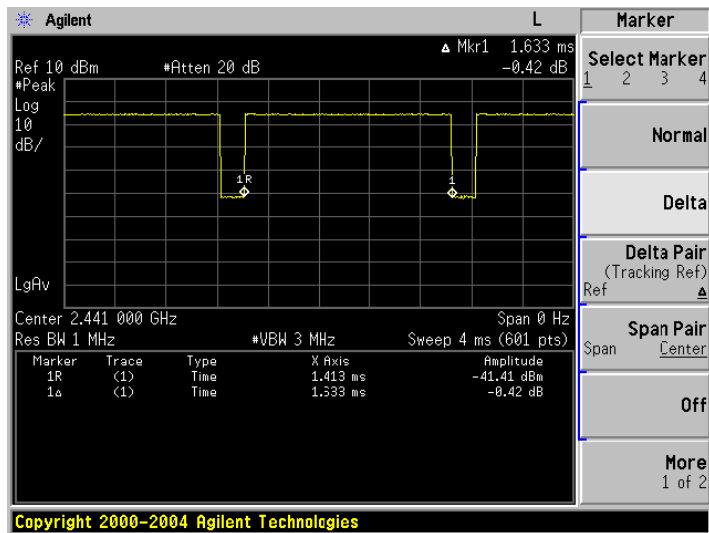 Agilent L
Δ Mkr1 1.633 ms
Ref 10 dBm #Atten 20 dB -0.42 dB
#Peak
Log
10
dB/
1R
1
LgAv
Center 2.441 000 GHz Span 0 Hz
Res BW 1 MHz #VBW 3 MHz Sweep 4 ms (601 pts)
Marker Trace Type X Axis Amplitude
1R (1) Time 1.413 ms -41.41 dBm
1Δ (1) Time 1.633 ms -0.42 dB
Copyright 2000-2004 Agilent Technologies
Marker
Select Marker
1 2 3 4
Normal
Delta
Delta Pair
(Tracking Ref)
Ref Δ
Span Pair
Span Center
Off
More
1 of 2